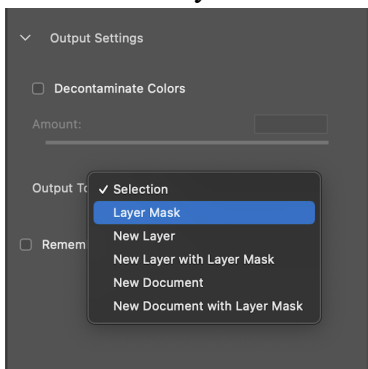 Output Settings
Decontaminate Colors
Amount:
Output To
✓ Selection
Layer Mask
New Layer
Remem
New Layer with Layer Mask
New Document
New Document with Layer Mask